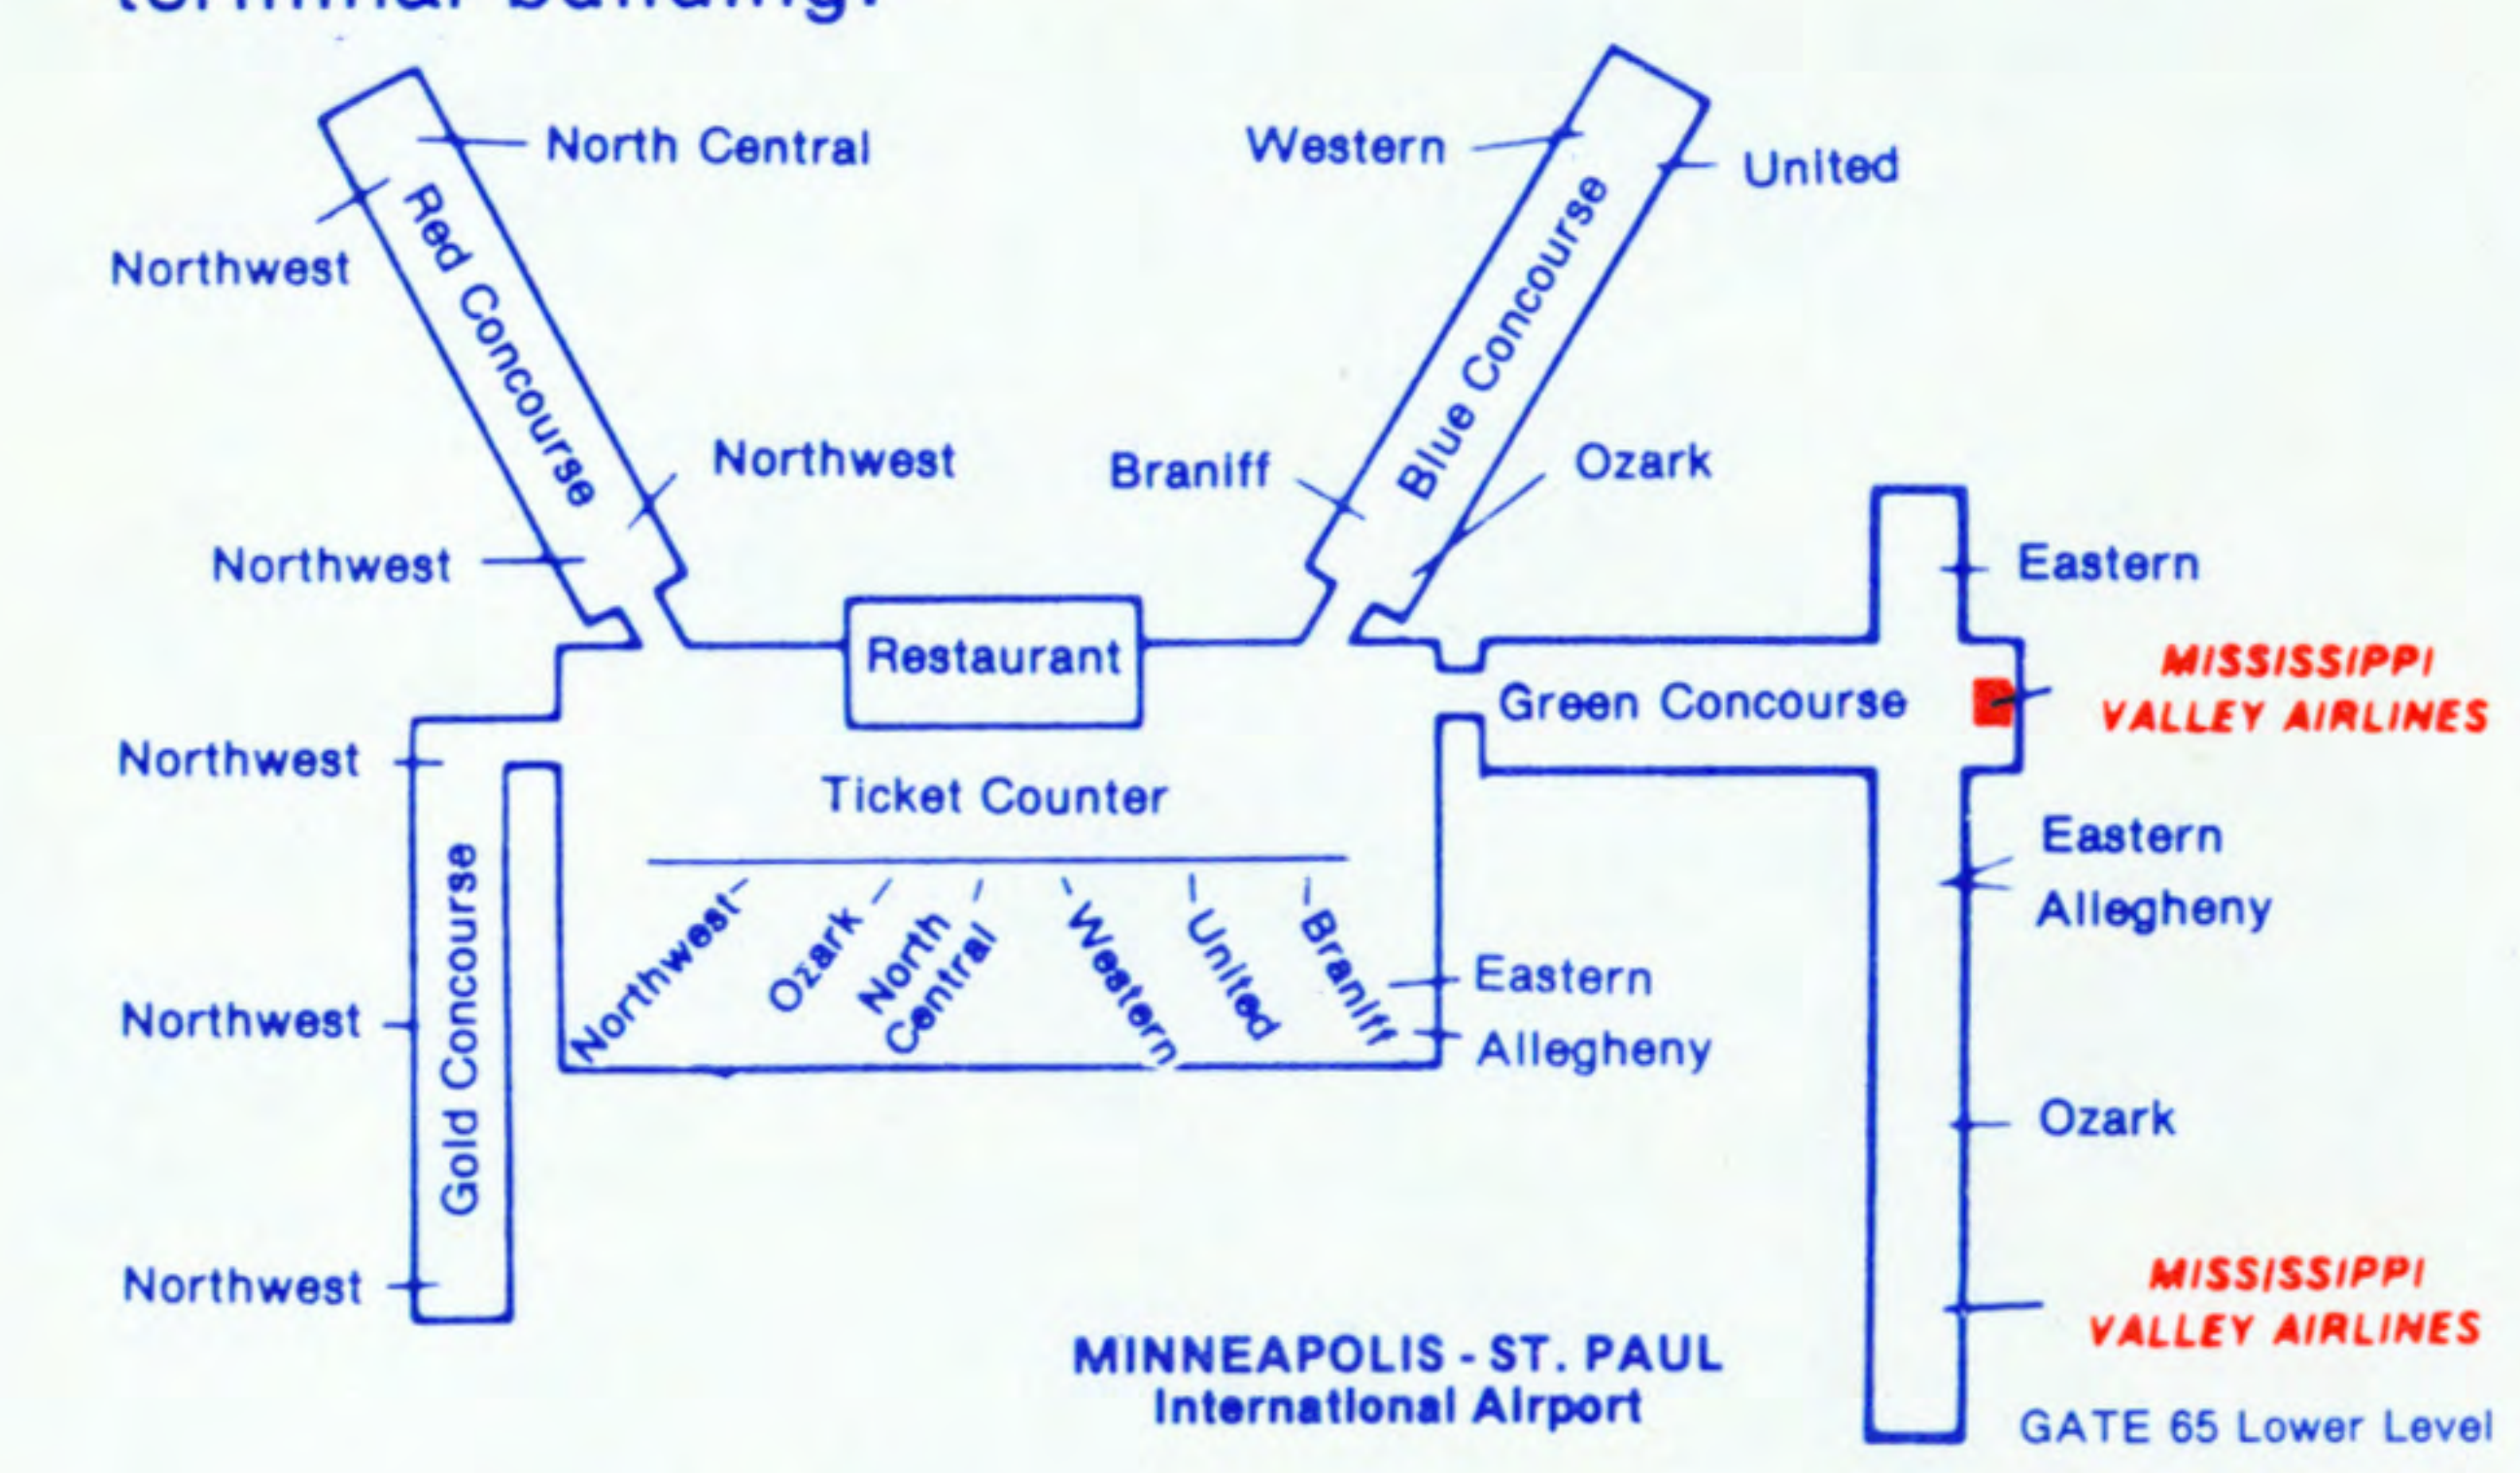 terminal building.
North Central
Western
United
Red Concourse
Blue Concourse
Northwest
Northwest
Braniff
Ozark
Northwest
Eastern
Restaurant
MISSISSIPPI
VALLEY AIRLINES
Green Concourse
Northwest
Ticket Counter
Eastern
Allegheny
Gold Concourse
Northwest
Ozark
North
Central
Western
United
Braniff
Eastern
Allegheny
Northwest
Ozark
Northwest
MISSISSIPPI
VALLEY AIRLINES
MINNEAPOLIS - ST. PAUL
International Airport
GATE 65 Lower Level